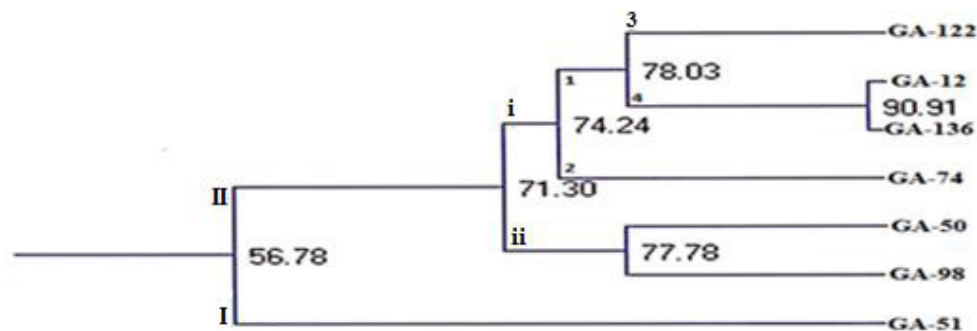 3
GA-122
78.03
1
GA-12
4
90.91
i
74.24
GA-136
2
GA-74
71.30
II
GA-50
ii
77.78
56.78
GA-98
I
GA-51